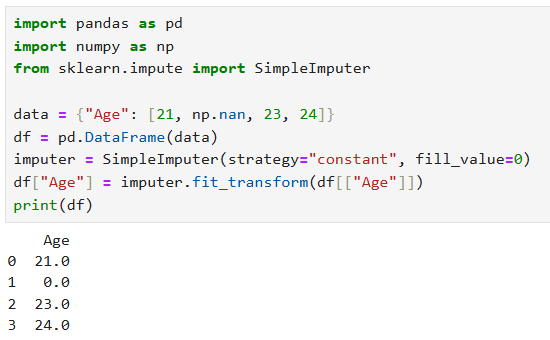 import pandas as pd
import numpy as np
from sklearn.impute import SimpleImputer

data = {"Age": [21, np.nan, 23, 24]}
df = pd.DataFrame(data)
imputer = SimpleImputer(strategy="constant", fill_value=0)
df["Age"] = imputer.fit_transform(df[["Age"]])
print(df)
    Age
0  21.0
1   0.0
2  23.0
3  24.0